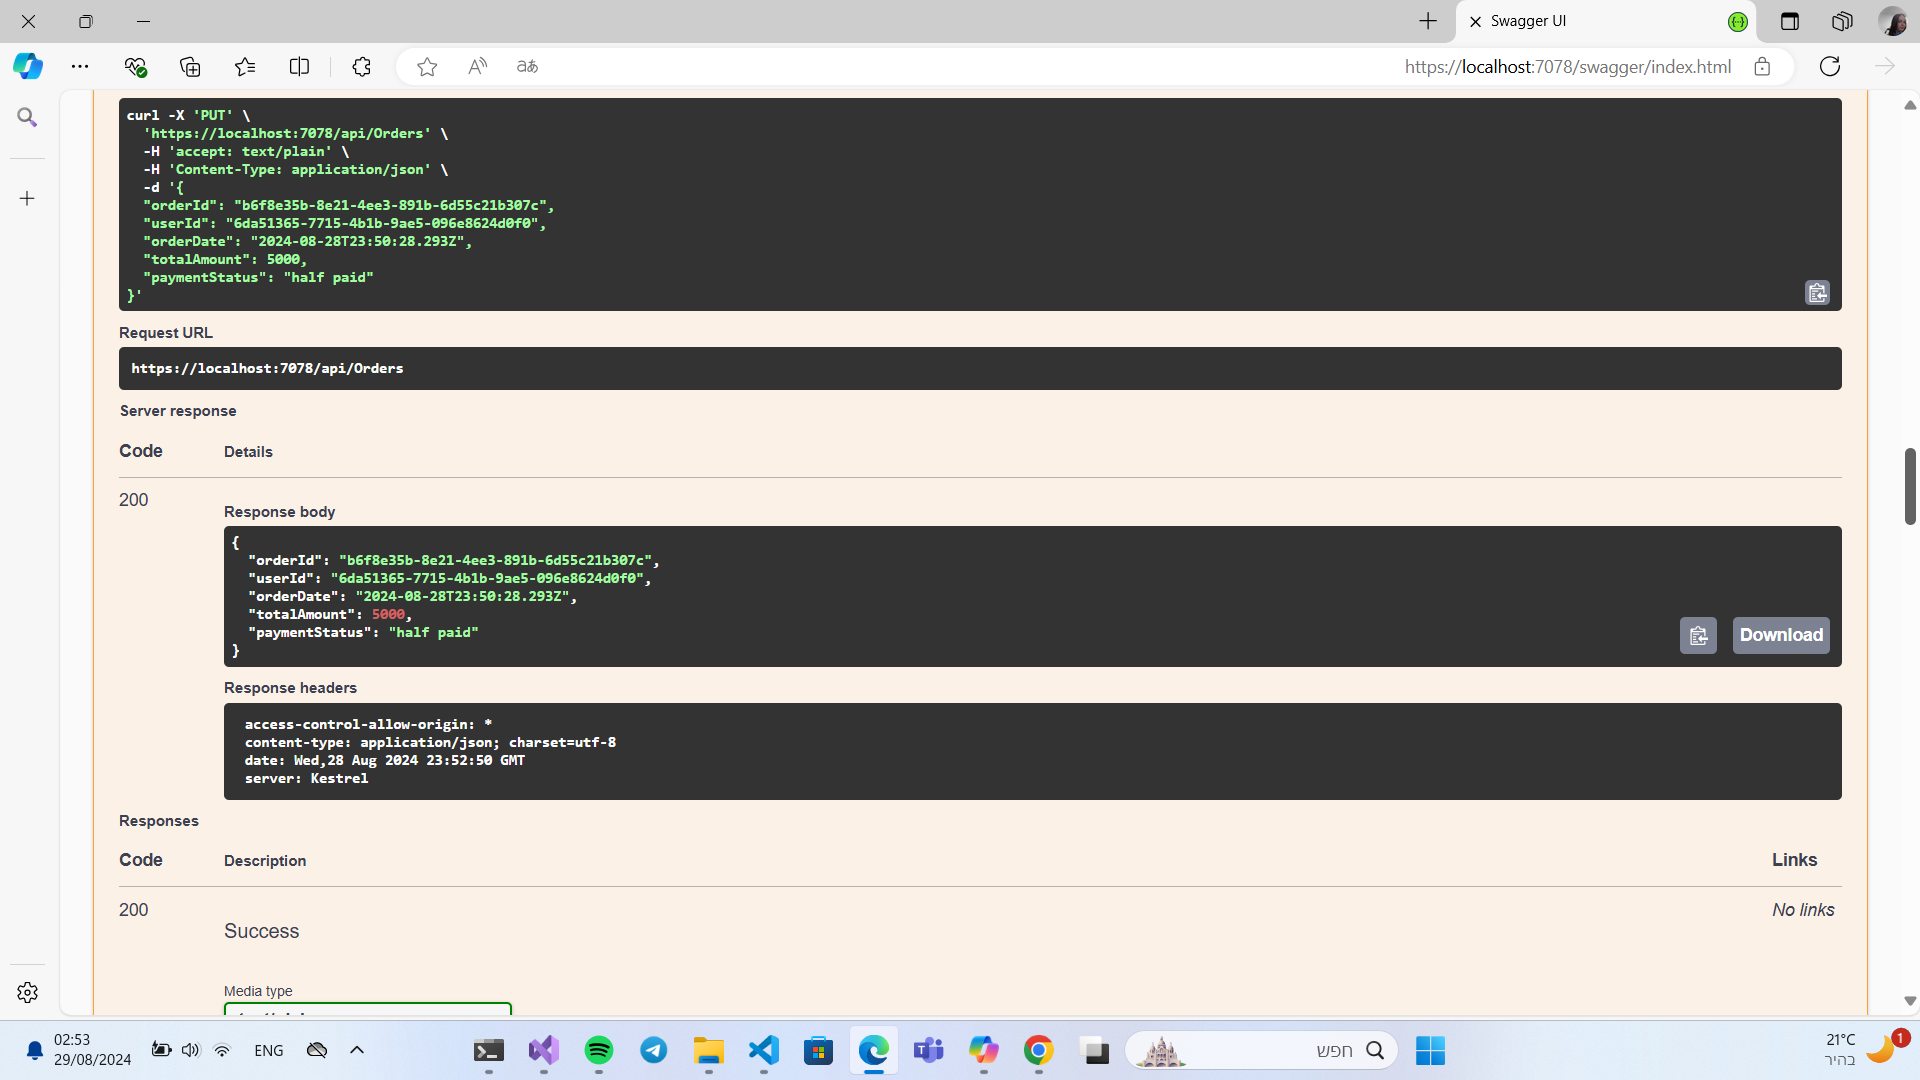 Swagger UI
https://localhost:7078/swagger/index.html
curl -X 'PUT' \
'https://localhost:7078/api/Orders' \
-H 'accept: text/plain' \
-H 'Content-Type: application/json' \
-d '{
"orderId": "b6f8e35b-8e21-4ee3-891b-6d55c21b307c",
"userId": "6da51365-7715-4b1b-9ae5-096e8624d0f0",
"orderDate": "2024-08-28T23:50:28.293Z",
"totalAmount": 5000,
"paymentStatus": "half paid"
}'
Request URL
https://localhost:7078/api/Orders
Server response
Code Details
200
Response body
{
"orderId": "b6f8e35b-8e21-4ee3-891b-6d55c21b307c",
"userId": "6da51365-7715-4b1b-9ae5-096e8624d0f0",
"orderDate": "2024-08-28T23:50:28.293Z",
"totalAmount": 5000,
"paymentStatus": "half paid"
}
Download
Response headers
access-control-allow-origin: *
content-type: application/json; charset=utf-8
date: Wed,28 Aug 2024 23:52:50 GMT
server: Kestrel
Responses
Code Description Links
200
Success
No links
Media type
02:53
29/08/2024
ENG
חפש
21°C
בהיר
1